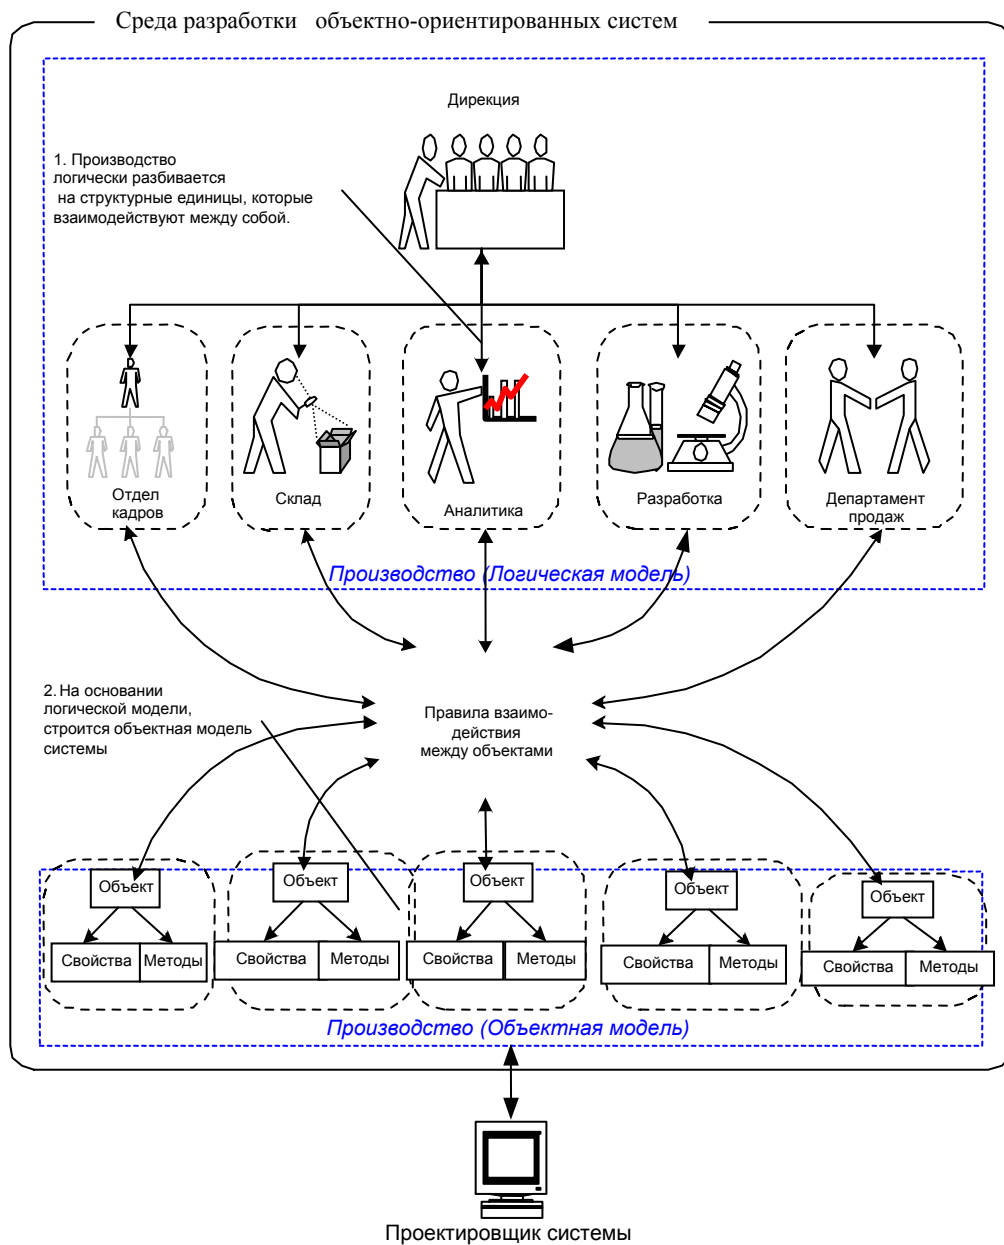 Среда разработки объектно-ориентированных систем
Дирекция
1. Производство
логически разбивается
на структурные единицы, которые
взаимодействуют между собой.
Отдел
кадров
Склад
Аналитика
Разработка
Департамент
продаж
Производство (Логическая модель)
2. На основании
логической модели,
строится объектная модель
системы
Правила взаимо-
действия
между объектами
Объект
Свойства
Методы
Объект
Свойства
Методы
Объект
Свойства
Методы
Объект
Свойства
Методы
Объект
Свойства
Методы
Производство (Объектная модель)
Проектировщик системы